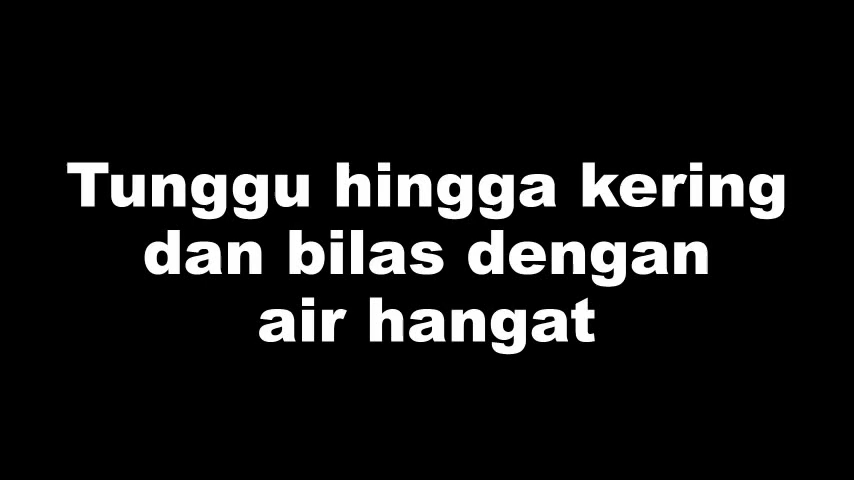 Tunggu hingga kering
dan bilas dengan
air hangat